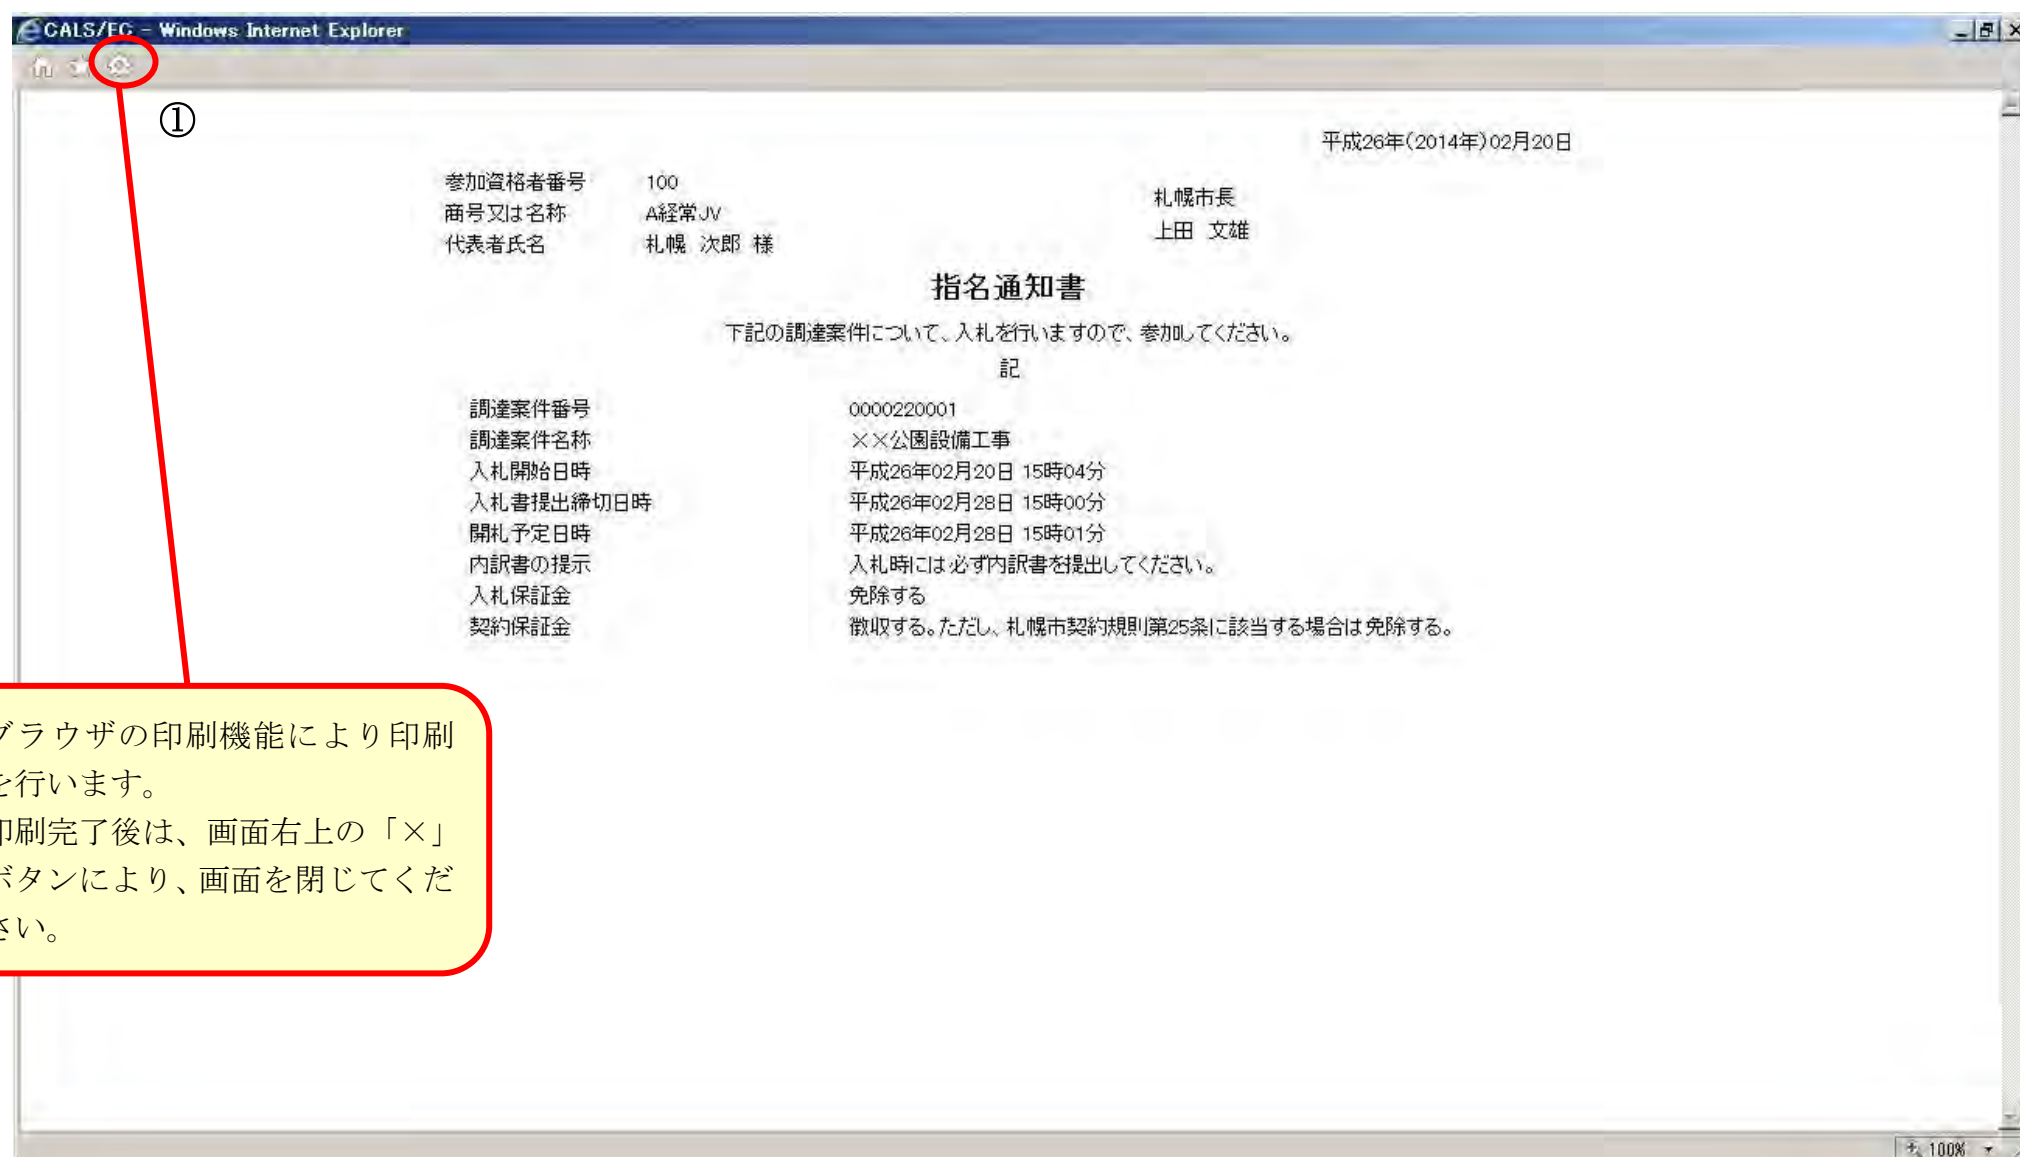 CALS/EC - Windows Internet Explorer
①
平成26年(2014年)02月20日
参加資格者番号 100
商号又は名称 A経常JV
代表者氏名 札幌 次郎 様
札幌市長
上田 文雄
指名通知書
下記の調達案件について、入札を行いますので、参加してください。
記
調達案件番号 0000220001
調達案件名称 ××公園設備工事
入札開始日時 平成26年02月20日 15時04分
入札書提出締切日時 平成26年02月28日 15時00分
開札予定日時 平成26年02月28日 15時01分
内訳書の提示 入札時には必ず内訳書を提出してください。
入札保証金 免除する
契約保証金 徴収する。ただし、札幌市契約規則第25条に該当する場合は免除する。
ブラウザの印刷機能により印刷
を行います。
印刷完了後は、画面右上の「×」
ボタンにより、画面を閉じてくだ
さい。
100%